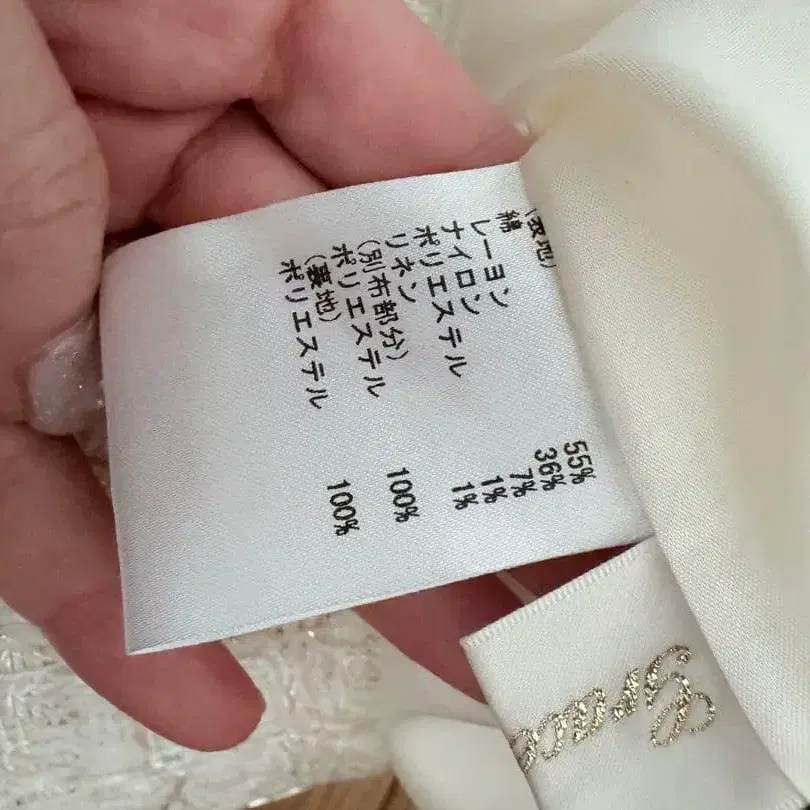 (表地)
綿 55%
レーヨン 36%
ナイロン 7%
ポリエステル 1%
リネン 1%
(別布部分)
ポリエステル 100%
(裏地)
ポリエステル 100%